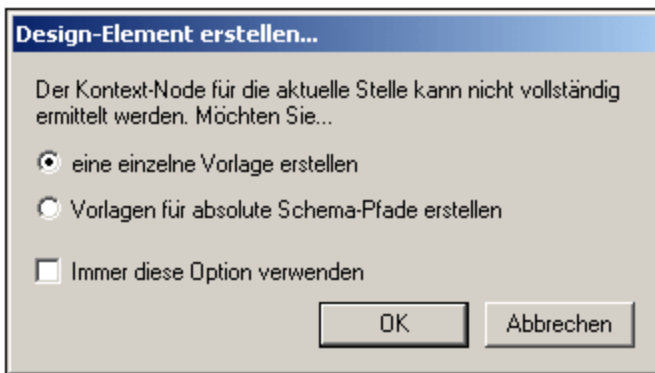 Design-Element erstellen...
Der Kontext-Node für die aktuelle Stelle kann nicht vollständig
ermittelt werden. Möchten Sie...
eine einzelne Vorlage erstellen
Vorlagen für absolute Schema-Pfade erstellen
Immer diese Option verwenden
OK Abbrechen